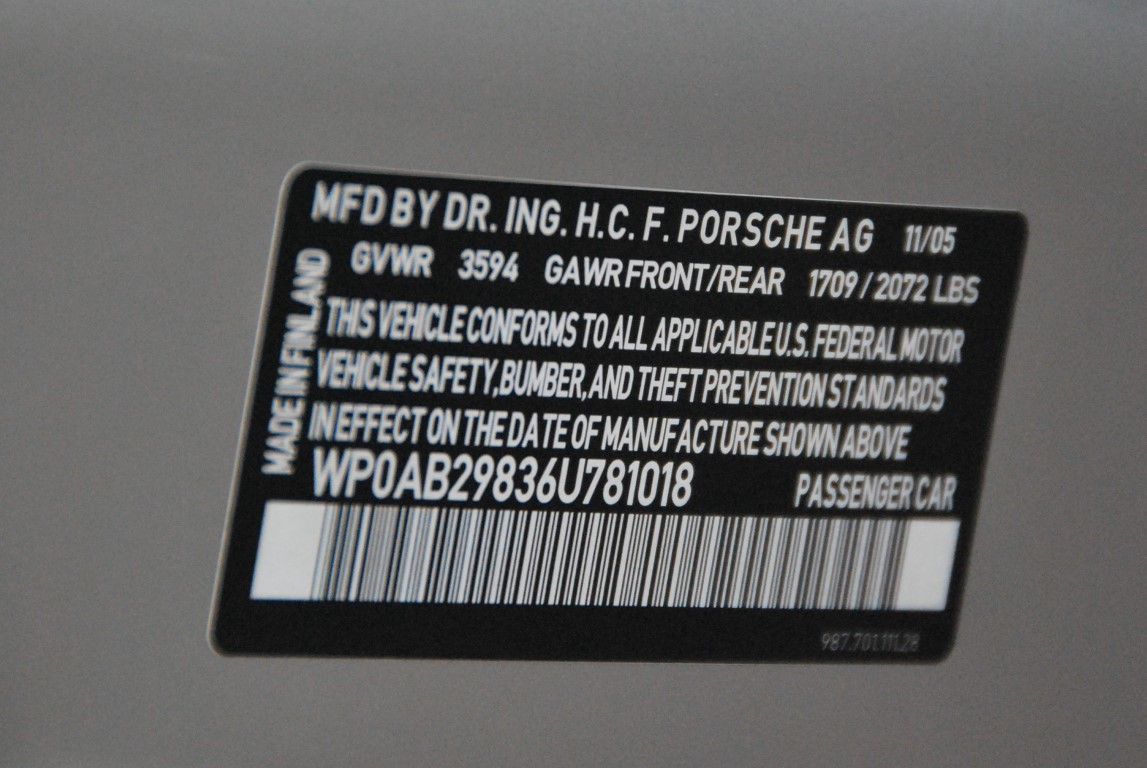 MFD BY DR. ING. H.C. F. PORSCHE AG 11/05
GVWR 3594 GAWR FRONT/REAR 1709 / 2072 LBS
MADE IN FINLAND
THIS VEHICLE CONFORMS TO ALL APPLICABLE U.S. FEDERAL MOTOR
VEHICLE SAFETY, BUMBER, AND THEFT PREVENTION STANDARDS
IN EFFECT ON THE DATE OF MANUFACTURE SHOWN ABOVE
WP0AB29836U781018 PASSENGER CAR
987.701.111.28